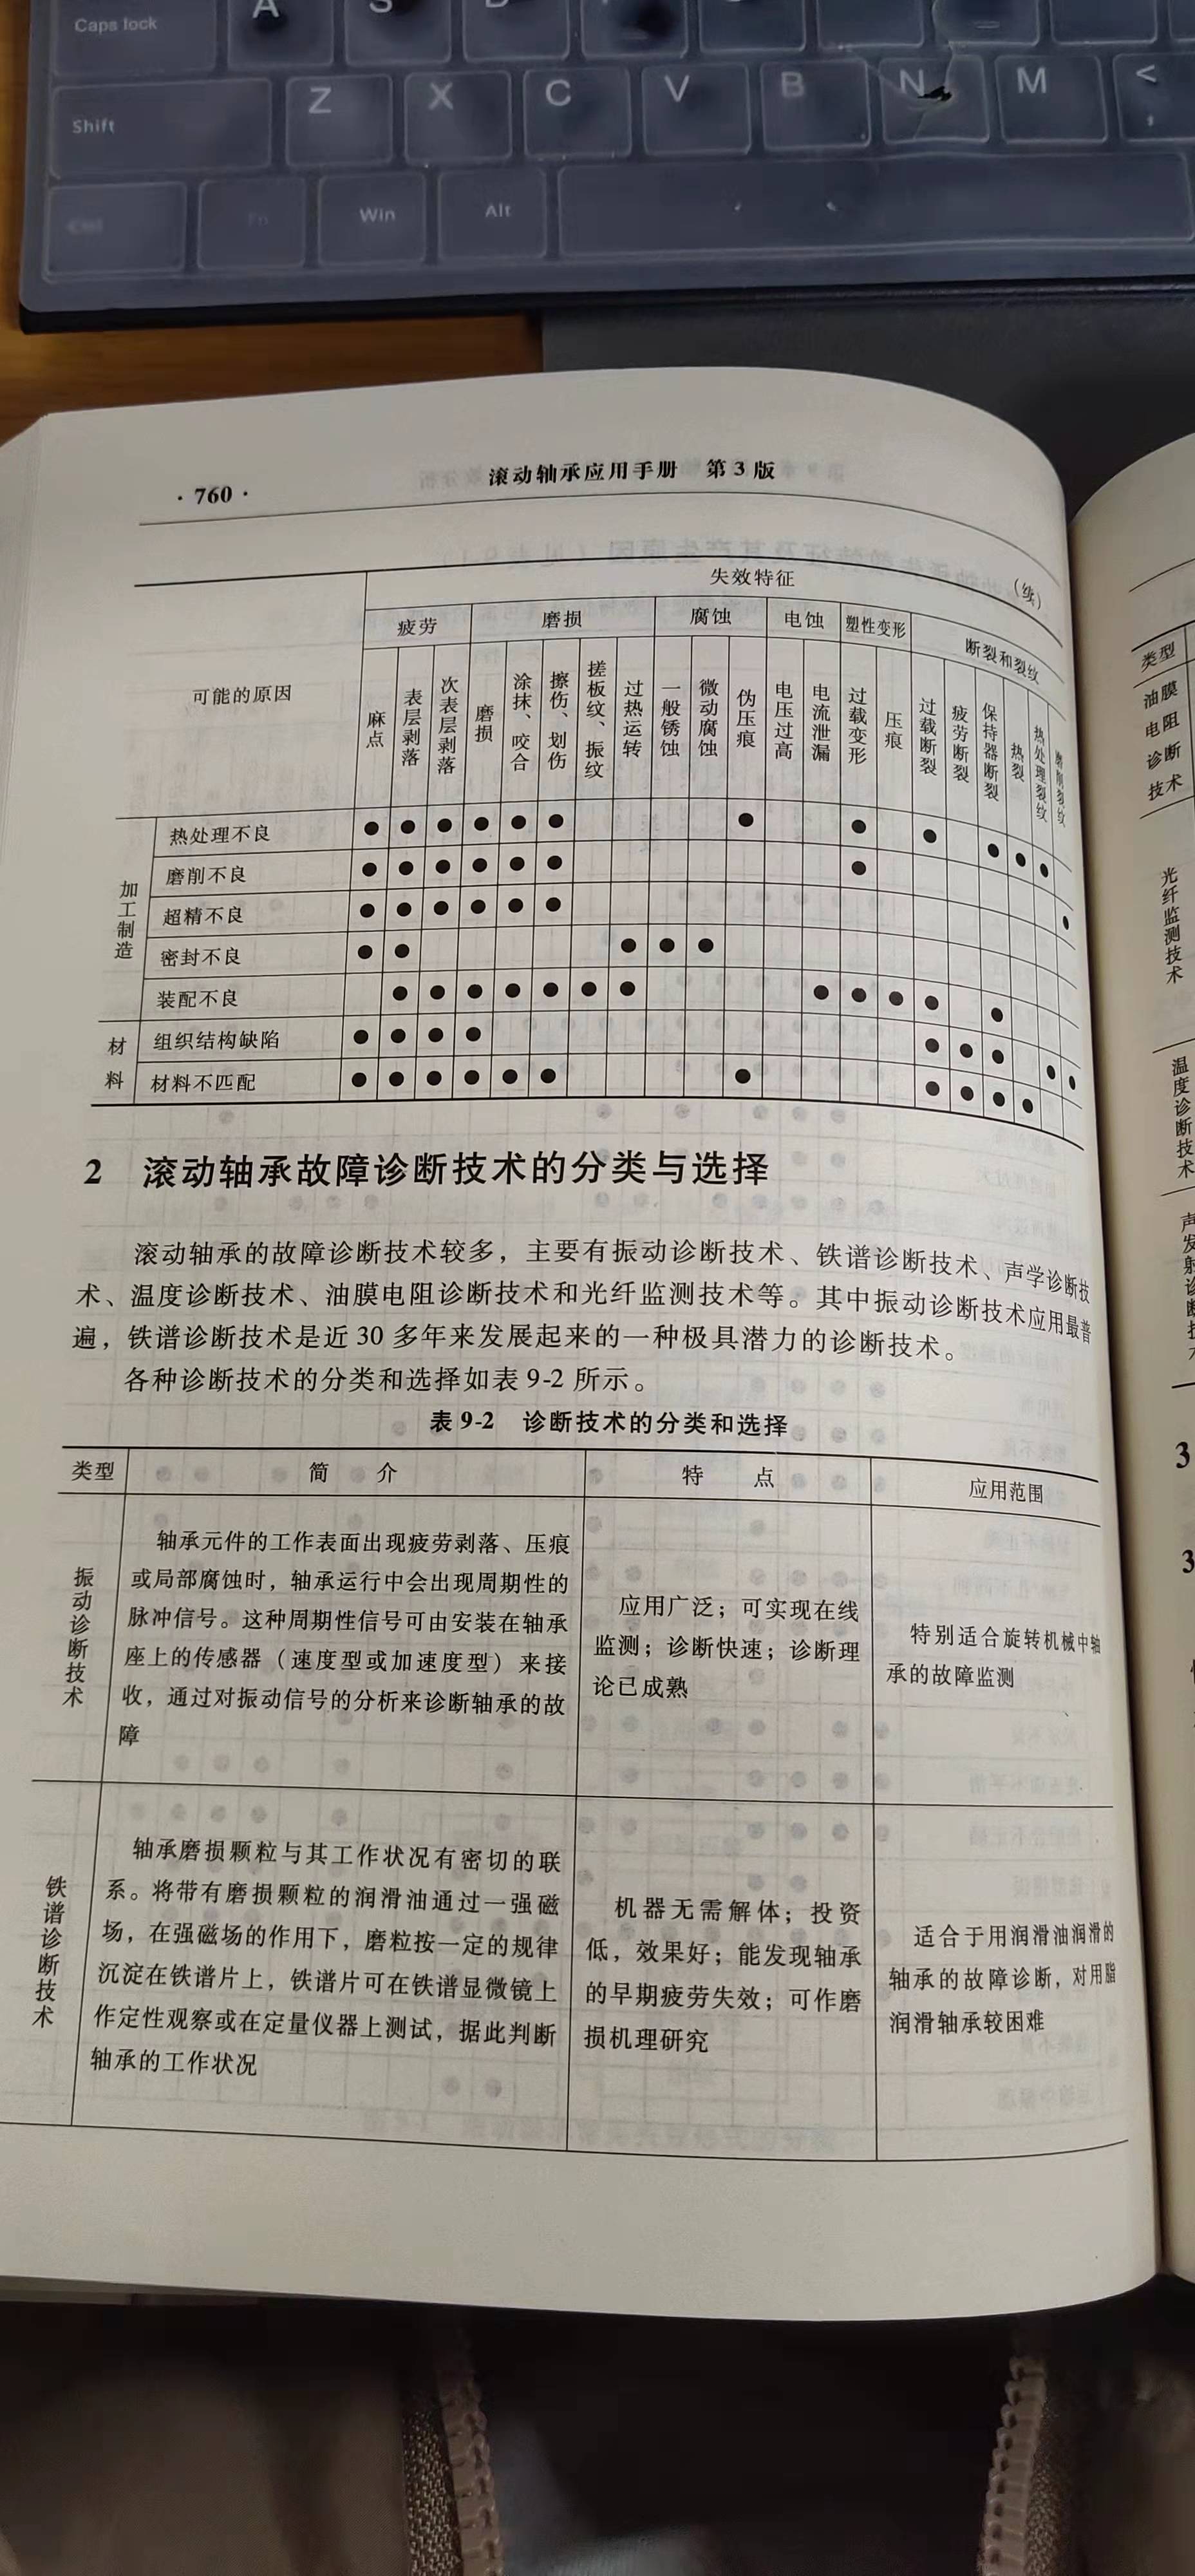 Caps lock
A
S
Shift
Z
X
C
V
B
N
M
<
Ctrl
Fn
Win
Alt
· 760 ·
滚动轴承应用手册 第3版
(续)
可能的原因
失效特征
疲劳
磨损
腐蚀
电蚀
塑性变形
断裂和裂纹
麻点
表层剥落
次表层剥落
磨损
涂抹、咬合
擦伤、划伤
搓板纹、振纹
过热运转
一般锈蚀
微动腐蚀
伪压痕
电压过高
电流泄漏
过载变形
压痕
过载断裂
疲劳断裂
保持器断裂
热裂
热处理裂纹
磨削裂纹
加工制造
热处理不良 ● ● ● ● ● ● ● ● ● ● ● ●
磨削不良 ● ● ● ● ● ● ● ●
超精不良 ● ● ● ● ● ●
密封不良 ● ● ● ● ●
装配不良 ● ● ● ● ● ● ● ● ● ● ● ●
材料
组织结构缺陷 ● ● ● ● ● ● ● ● ●
材料不匹配 ● ● ● ● ● ● ● ● ● ● ●
2 滚动轴承故障诊断技术的分类与选择
滚动轴承的故障诊断技术较多，主要有振动诊断技术、铁谱诊断技术、声学诊断技
术、温度诊断技术、油膜电阻诊断技术和光纤监测技术等。其中振动诊断技术应用最普
遍，铁谱诊断技术是近30多年来发展起来的一种极具潜力的诊断技术。
各种诊断技术的分类和选择如表9-2所示。
表9-2 诊断技术的分类和选择
类型
简 介
特 点
应用范围
振动诊断技术
轴承元件的工作表面出现疲劳剥落、压痕
或局部腐蚀时，轴承运行中会出现周期性的
脉冲信号。这种周期性信号可由安装在轴承
座上的传感器（速度型或加速度型）来接
收，通过对振动信号的分析来诊断轴承的故
障
应用广泛；可实现在线
监测；诊断快速；诊断理
论已成熟
特别适合旋转机械中轴
承的故障监测
铁谱诊断技术
轴承磨损颗粒与其工作状况有密切的联
系。将带有磨损颗粒的润滑油通过一强磁
场，在强磁场的作用下，磨粒按一定的规律
沉淀在铁谱片上，铁谱片可在铁谱显微镜上
作定性观察或在定量仪器上测试，据此判断
轴承的工作状况
机器无需解体；投资
低，效果好；能发现轴承
的早期疲劳失效；可作磨
损机理研究
适合于用润滑油润滑的
轴承的故障诊断，对用脂
润滑轴承较困难
类型
油膜
电阻
诊断
技术
光纤监测技术
温度诊断技术
声发射诊断
3
3